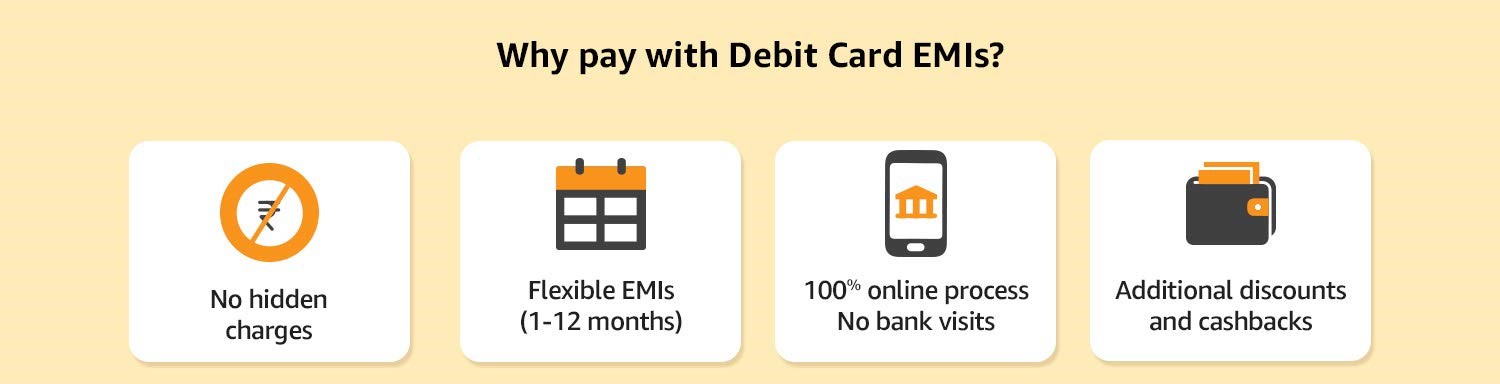 Why pay with Debit Card EMIs?
No hidden
charges
Flexible EMIs
(1-12 months)
100% online process
No bank visits
Additional discounts
and cashbacks